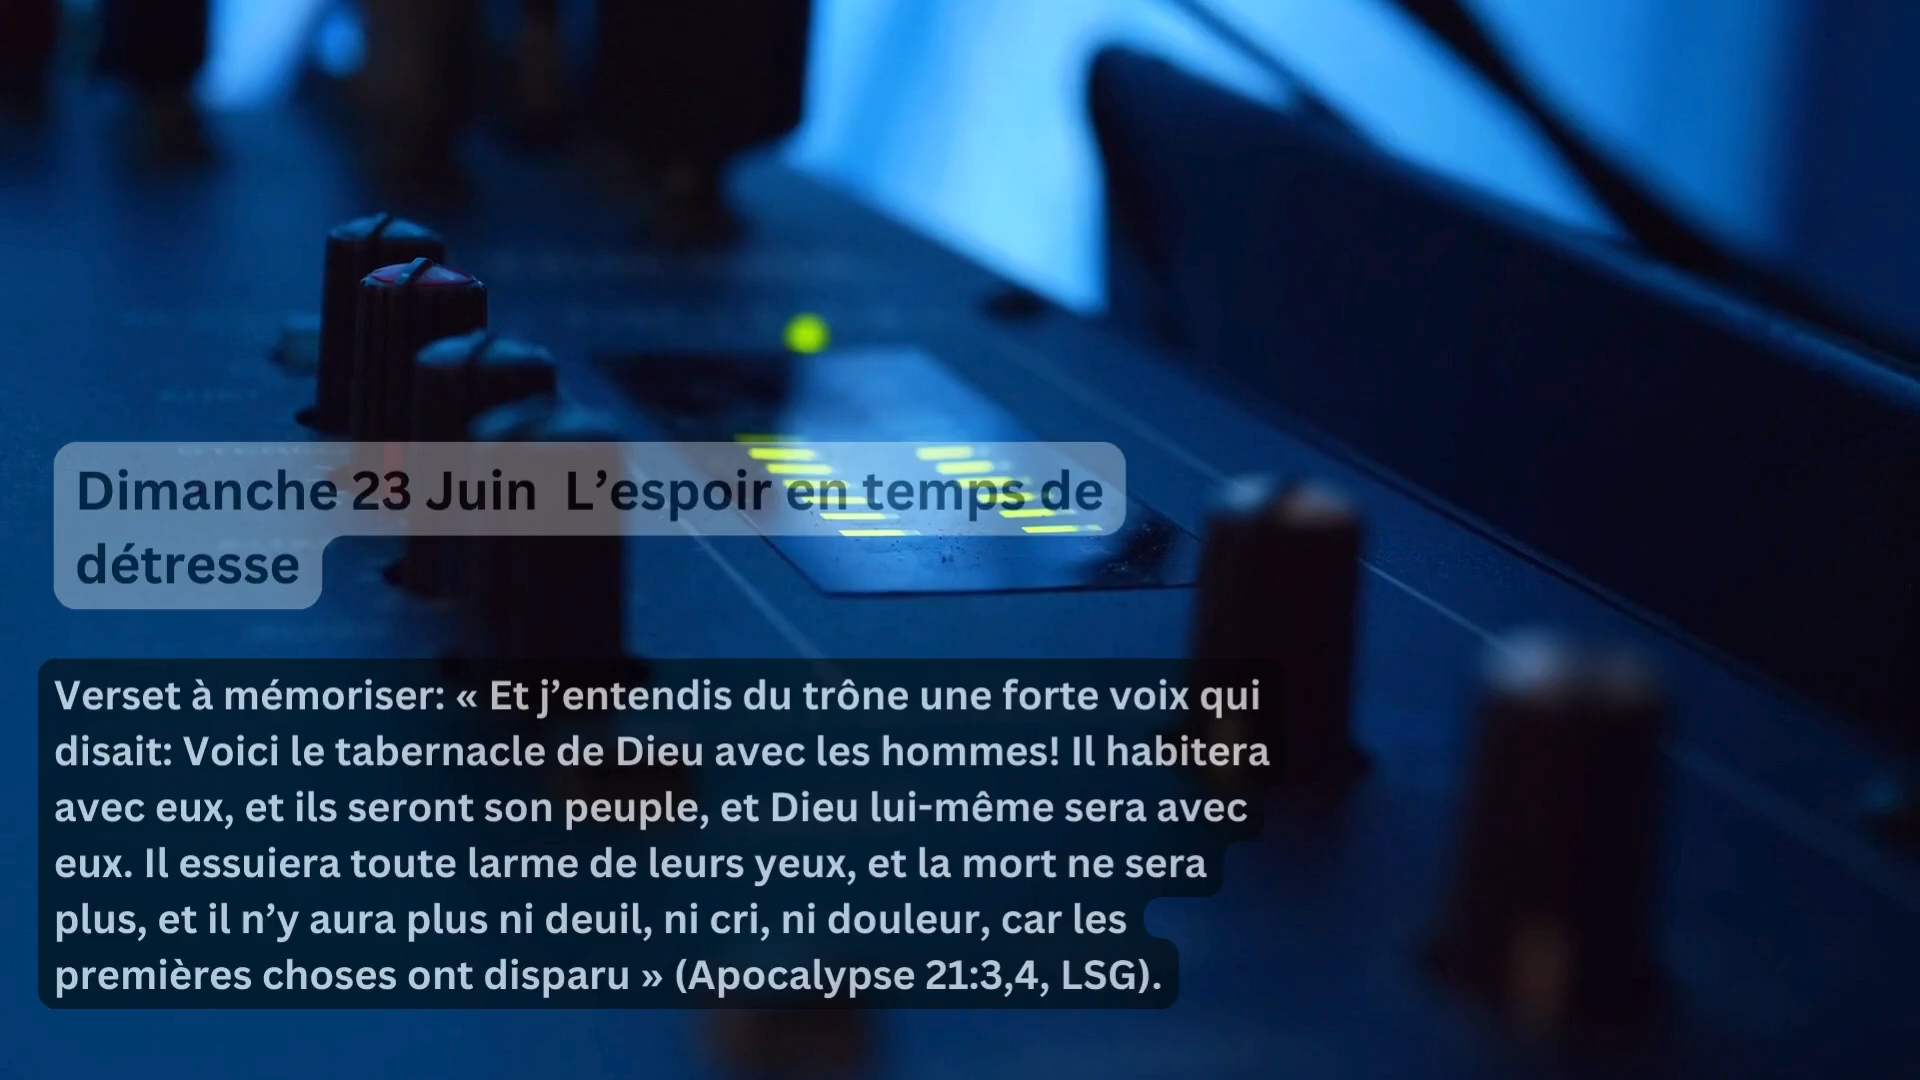 Dimanche 23 Juin  L’espoir en temps de
détresse
Verset à mémoriser: « Et j’entendis du trône une forte voix qui
disait: Voici le tabernacle de Dieu avec les hommes! Il habitera
avec eux, et ils seront son peuple, et Dieu lui-même sera avec
eux. Il essuiera toute larme de leurs yeux, et la mort ne sera
plus, et il n’y aura plus ni deuil, ni cri, ni douleur, car les
premières choses ont disparu » (Apocalypse 21:3,4, LSG).